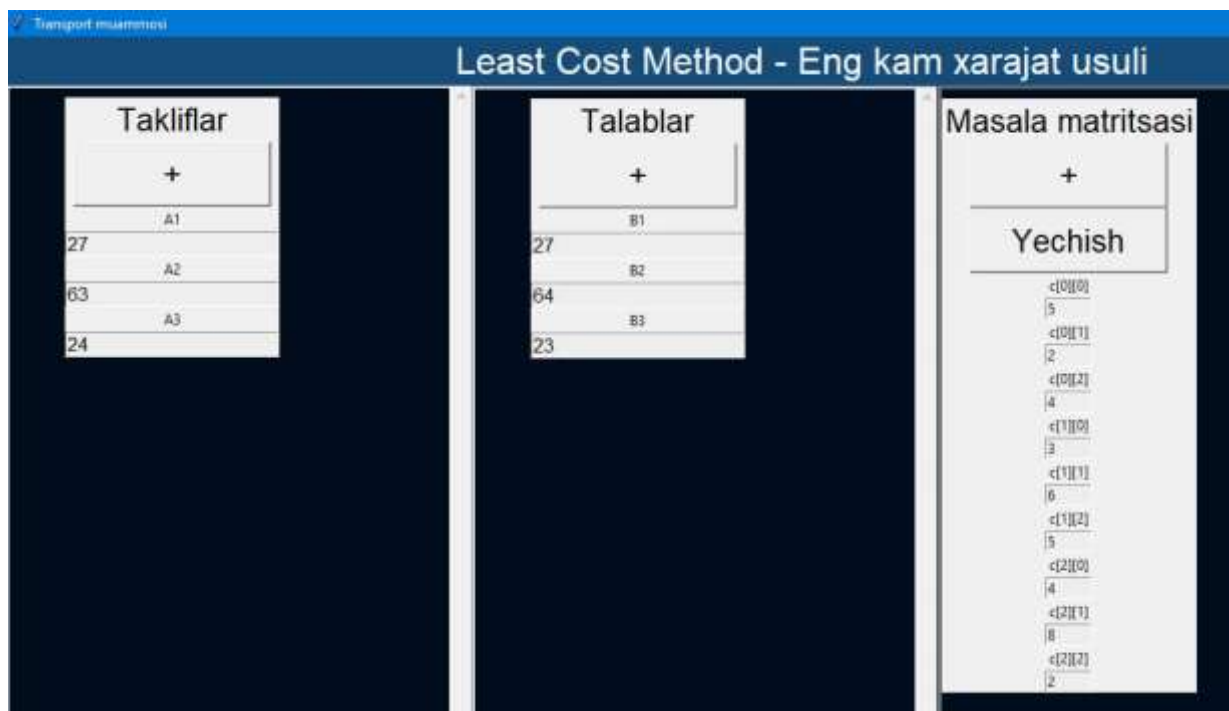 Transport muammosi
Least Cost Method - Eng kam xarajat usuli
Takliflar
+
A1
27
A2
63
A3
24
Talablar
+
B1
27
B2
64
B3
23
Masala matritsasi
+
Yechish
c[0][0]
5
c[0][1]
2
c[0][2]
4
c[1][0]
3
c[1][1]
6
c[1][2]
5
c[2][0]
4
c[2][1]
8
c[2][2]
2